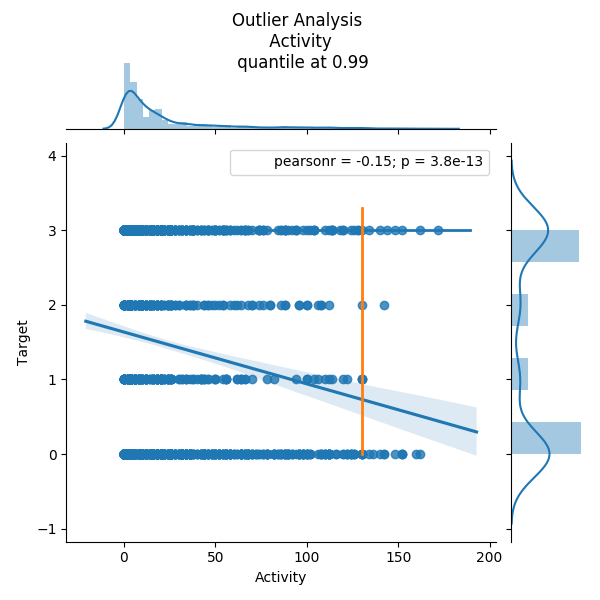 Outlier Analysis
Activity
quantile at 0.99
pearsonr = -0.15; p = 3.8e-13
4
3
2
1
0
−1
Target
0 50 100 150 200
Activity